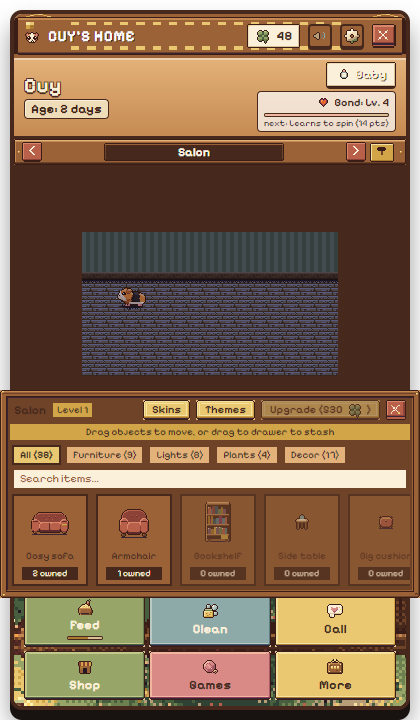 GUY'S HOME
48
Guy
Baby
Age: 2 days
Bond: Lv. 4
next: Learns to spin (14 pts)
Salon
Salon
Level 1
Skins
Themes
Upgrade (830 )
Drag objects to move, or drag to drawer to stash
All (38)
Furniture (9)
Lights (8)
Plants (4)
Decor (17)
Search items...
Cosy sofa
Armchair
Bookshelf
Side table
Big cushion
2 owned
1 owned
0 owned
0 owned
0 owned
Feed
Clean
Call
Shop
Games
More